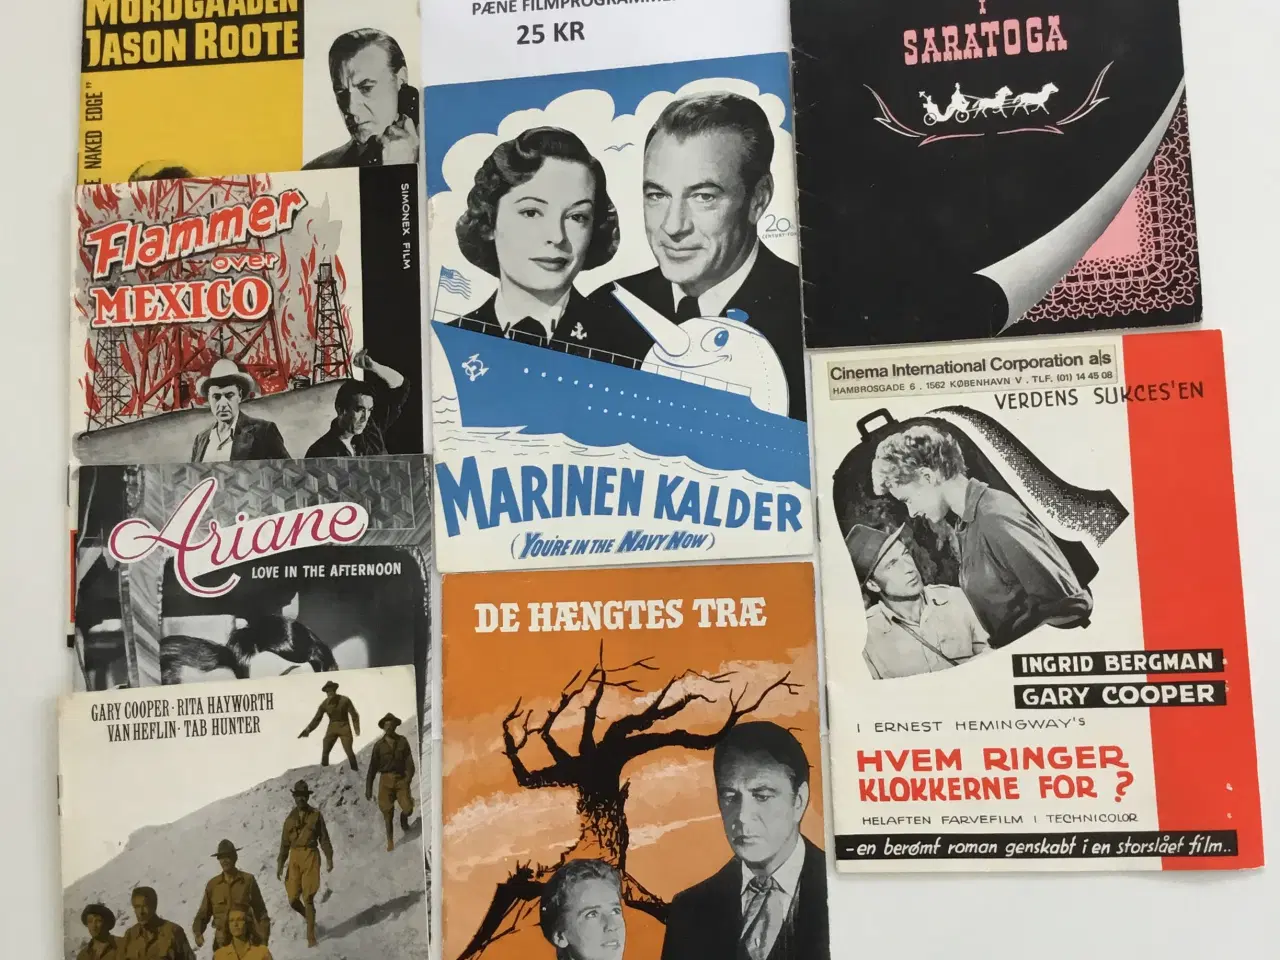 MORDGAADEN
JASON ROOTE
NAKED EDGE"
PÆNE FILMPROGRAMMER
25 KR
I
SARATOGA
Flammer
over
MEXICO
SIMONEX FILM
20th
CENTURY-FOX
MARINEN KALDER
(YOU'RE IN THE NAVY NOW)
Cinema International Corporation a|s
HAMBROSGADE 6 . 1562 KØBENHAVN V . TLF. (01) 14 45 08
VERDENS SUKCES'EN
INGRID BERGMAN
GARY COOPER
I ERNEST HEMINGWAY'S
HVEM RINGER
KLOKKERNE FOR ?
HELAFTEN FARVEFILM I TECHNICOLOR
-en berømt roman genskabt i en storslået film..
Ariane
LOVE IN THE AFTERNOON
GARY COOPER · RITA HAYWORTH
VAN HEFLIN · TAB HUNTER
DE HÆNGTES TRÆ